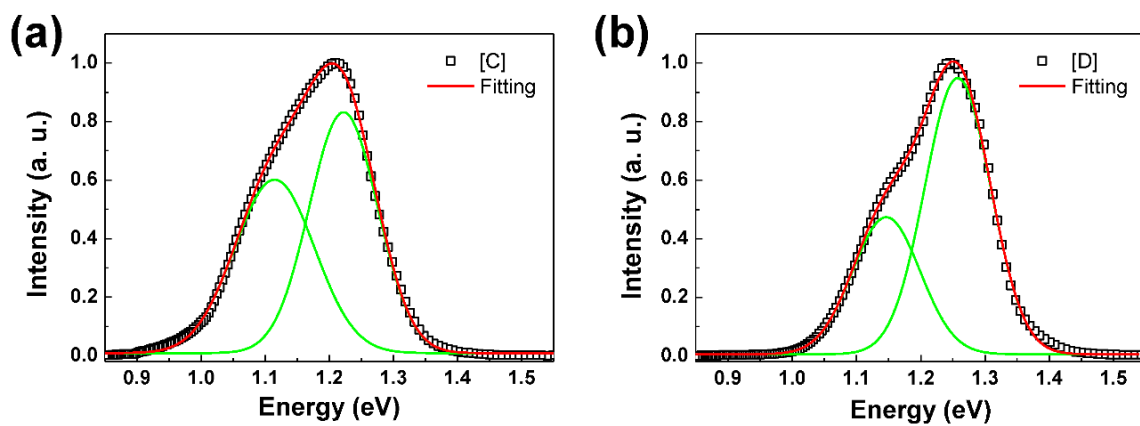 (a)
[C]
Fitting
Intensity (a. u.)
1.0
0.8
0.6
0.4
0.2
0.0
0.9 1.0 1.1 1.2 1.3 1.4 1.5
Energy (eV)
(b)
[D]
Fitting
Intensity (a. u.)
1.0
0.8
0.6
0.4
0.2
0.0
0.9 1.0 1.1 1.2 1.3 1.4 1.5
Energy (eV)